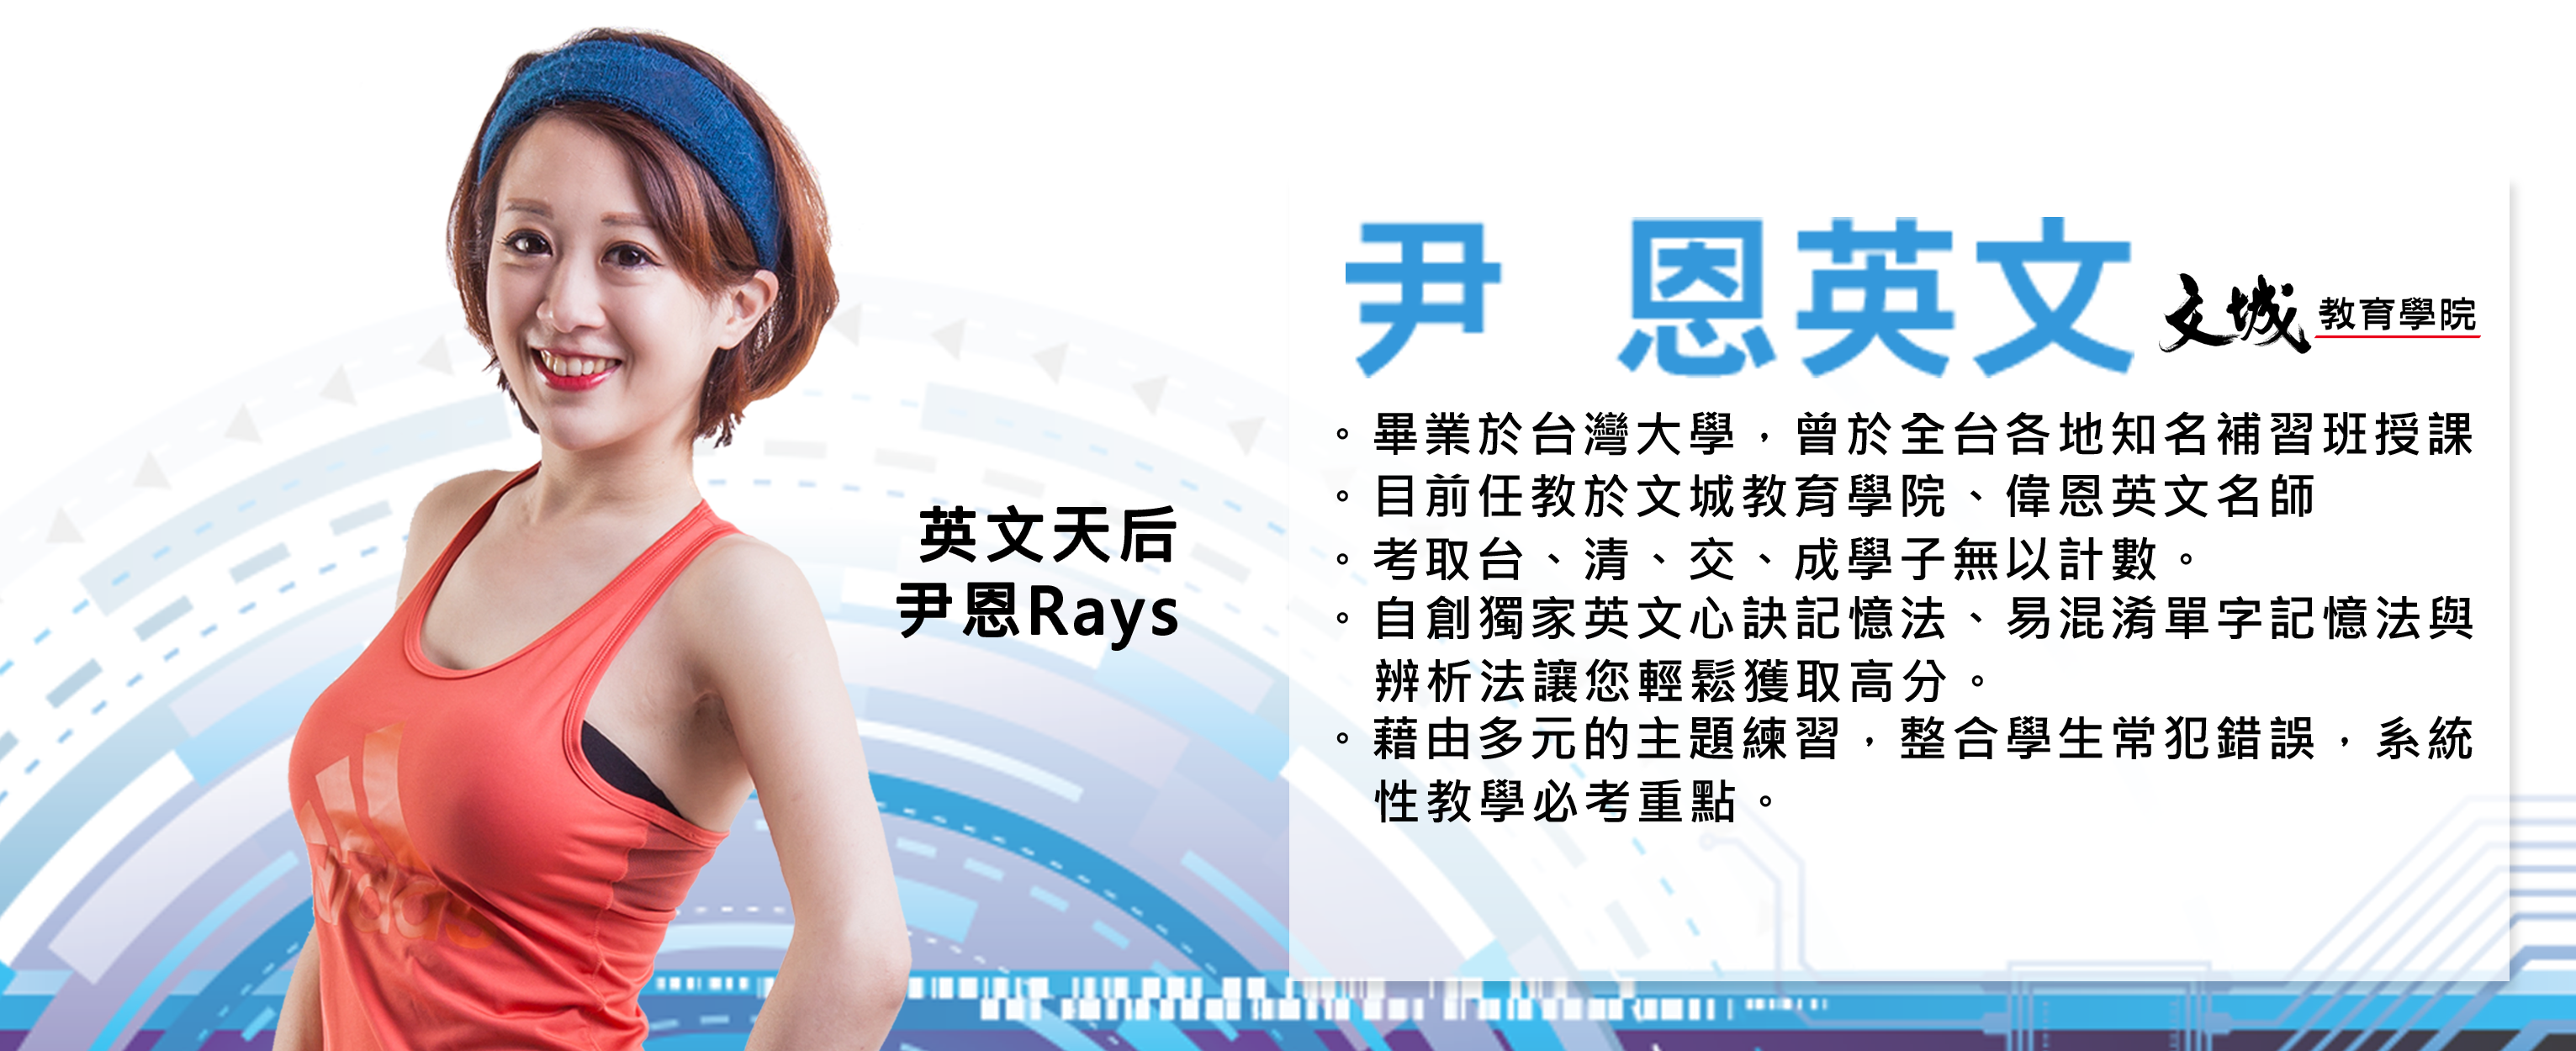 英文天后
尹恩Rays
尹 恩英文
文城 教育學院
。畢業於台灣大學，曾於全台各地知名補習班授課
。目前任教於文城教育學院、偉恩英文名師
。考取台、清、交、成學子無以計數。
。自創獨家英文心訣記憶法、易混淆單字記憶法與
辨析法讓您輕鬆獲取高分。
。藉由多元的主題練習，整合學生常犯錯誤，系統
性教學必考重點。
adidas